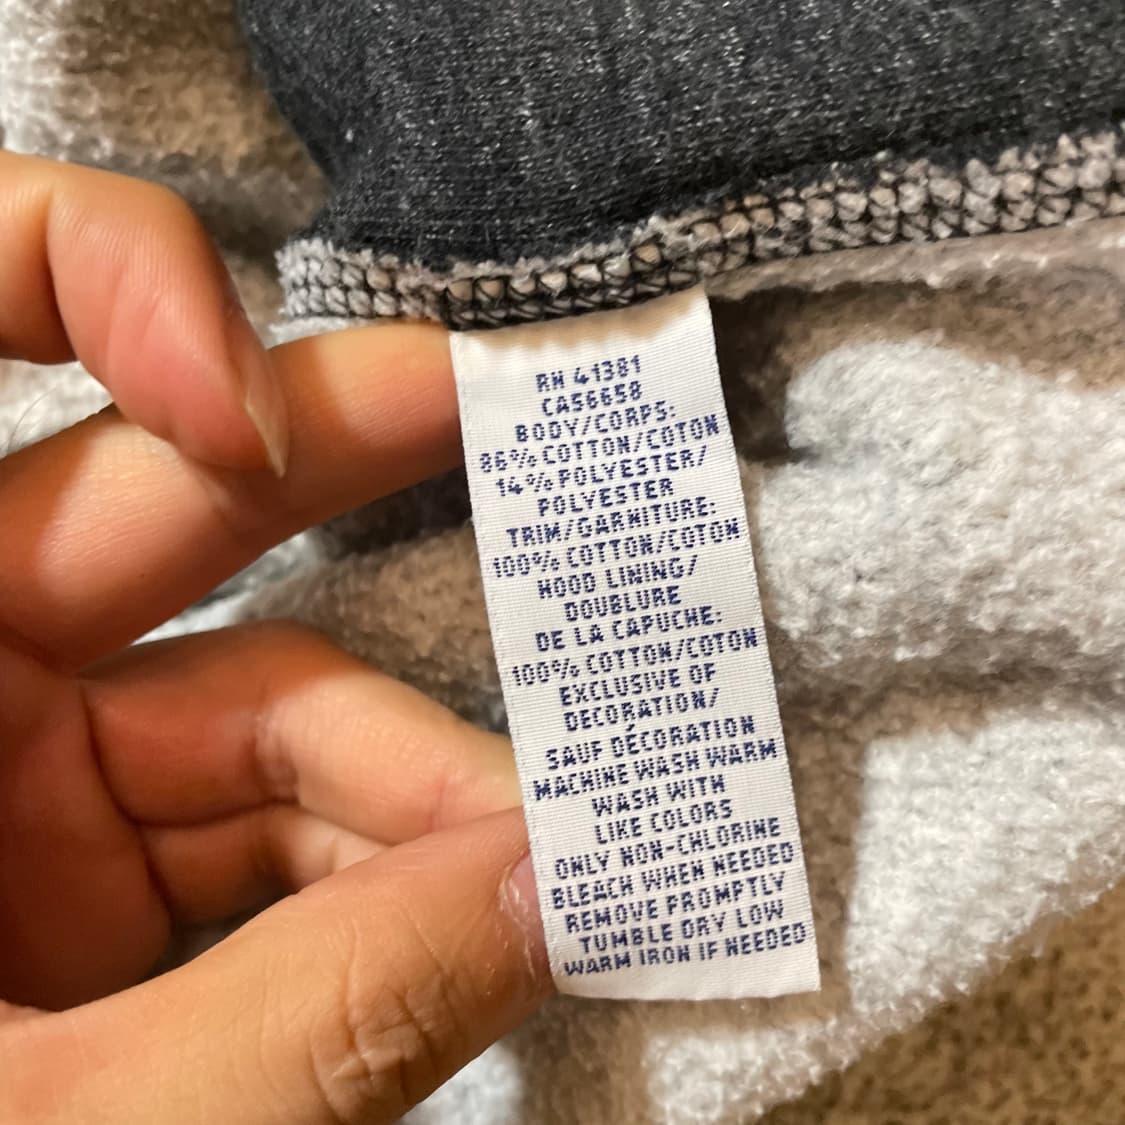 RN 41381
CA56658
BODY/CORPS:
86% COTTON/COTON
14% POLYESTER/
POLYESTER
TRIM/GARNITURE:
100% COTTON/COTON
HOOD LINING/
DOUBLURE
DE LA CAPUCHE:
100% COTTON/COTON
EXCLUSIVE OF
DECORATION/
SAUF DÉCORATION
MACHINE WASH WARM
WASH WITH
LIKE COLORS
ONLY NON-CHLORINE
BLEACH WHEN NEEDED
REMOVE PROMPTLY
TUMBLE DRY LOW
WARM IRON IF NEEDED